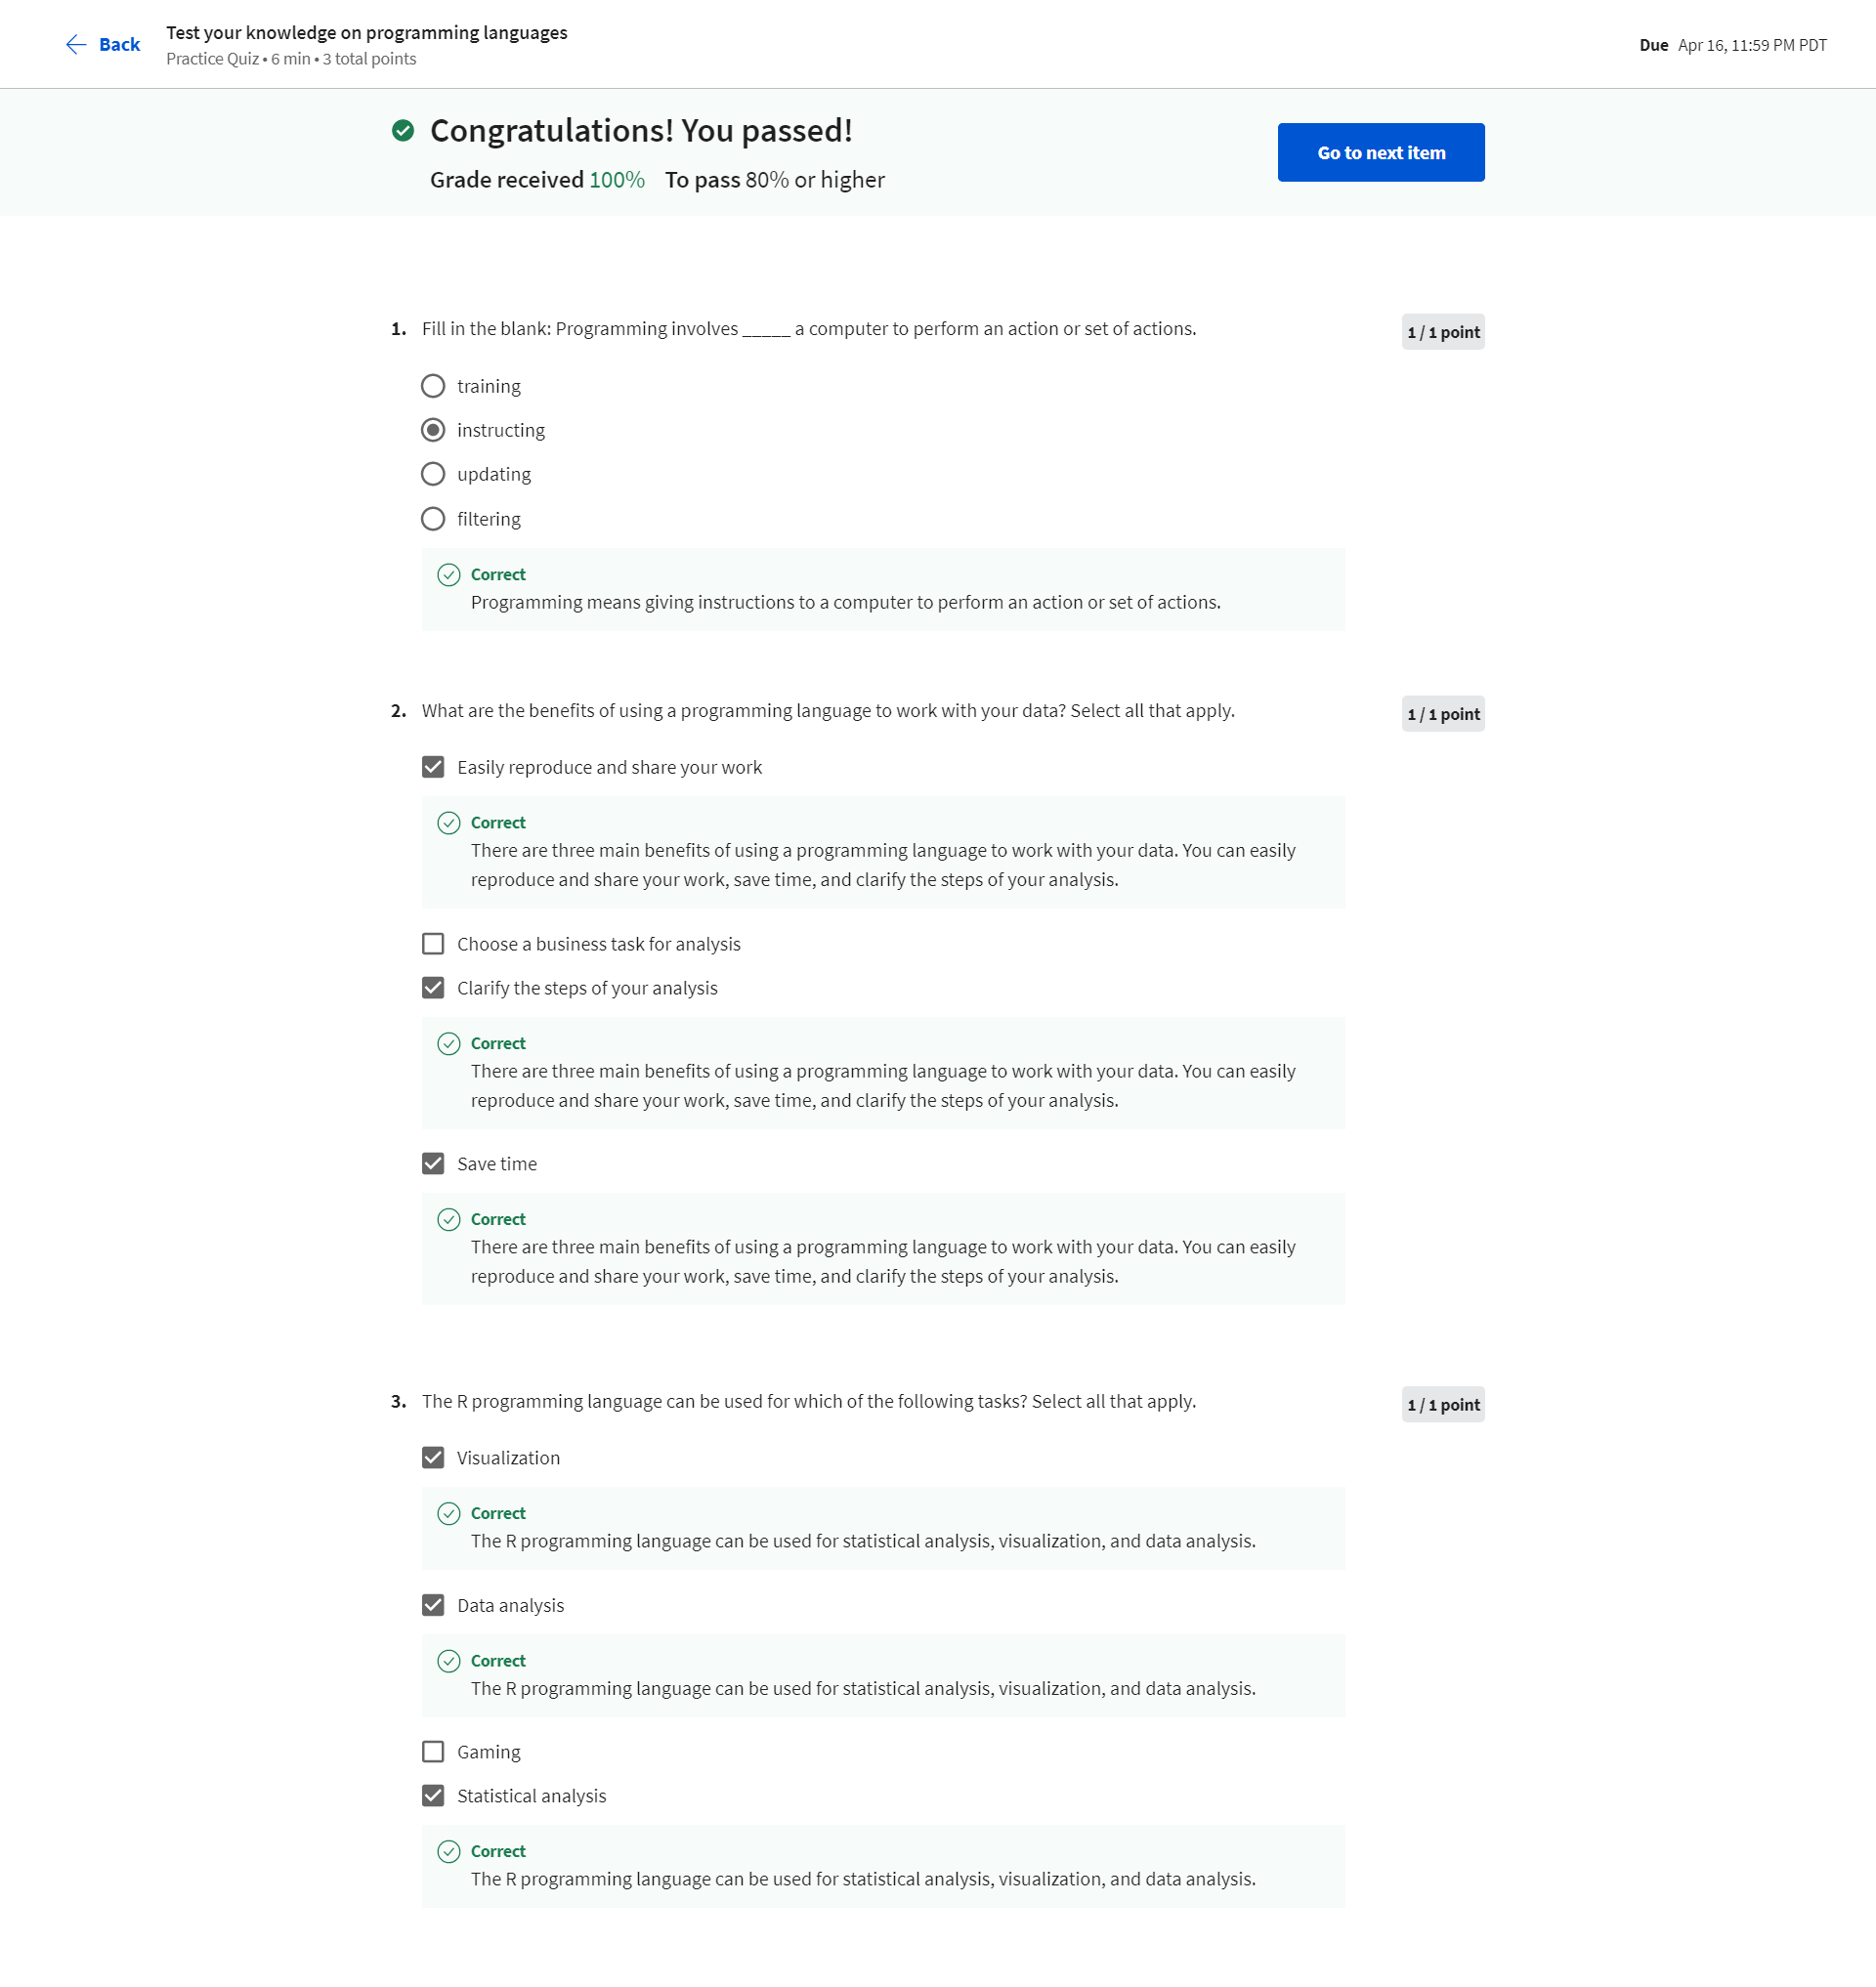 Back
Test your knowledge on programming languages
Practice Quiz • 6 min • 3 total points
Due Apr 16, 11:59 PM PDT
Congratulations! You passed!
Grade received 100% To pass 80% or higher
Go to next item
1. Fill in the blank: Programming involves _____ a computer to perform an action or set of actions.
1 / 1 point
training
instructing
updating
filtering
Correct
Programming means giving instructions to a computer to perform an action or set of actions.
2. What are the benefits of using a programming language to work with your data? Select all that apply.
1 / 1 point
Easily reproduce and share your work
Correct
There are three main benefits of using a programming language to work with your data. You can easily
reproduce and share your work, save time, and clarify the steps of your analysis.
Choose a business task for analysis
Clarify the steps of your analysis
Correct
There are three main benefits of using a programming language to work with your data. You can easily
reproduce and share your work, save time, and clarify the steps of your analysis.
Save time
Correct
There are three main benefits of using a programming language to work with your data. You can easily
reproduce and share your work, save time, and clarify the steps of your analysis.
3. The R programming language can be used for which of the following tasks? Select all that apply.
1 / 1 point
Visualization
Correct
The R programming language can be used for statistical analysis, visualization, and data analysis.
Data analysis
Correct
The R programming language can be used for statistical analysis, visualization, and data analysis.
Gaming
Statistical analysis
Correct
The R programming language can be used for statistical analysis, visualization, and data analysis.